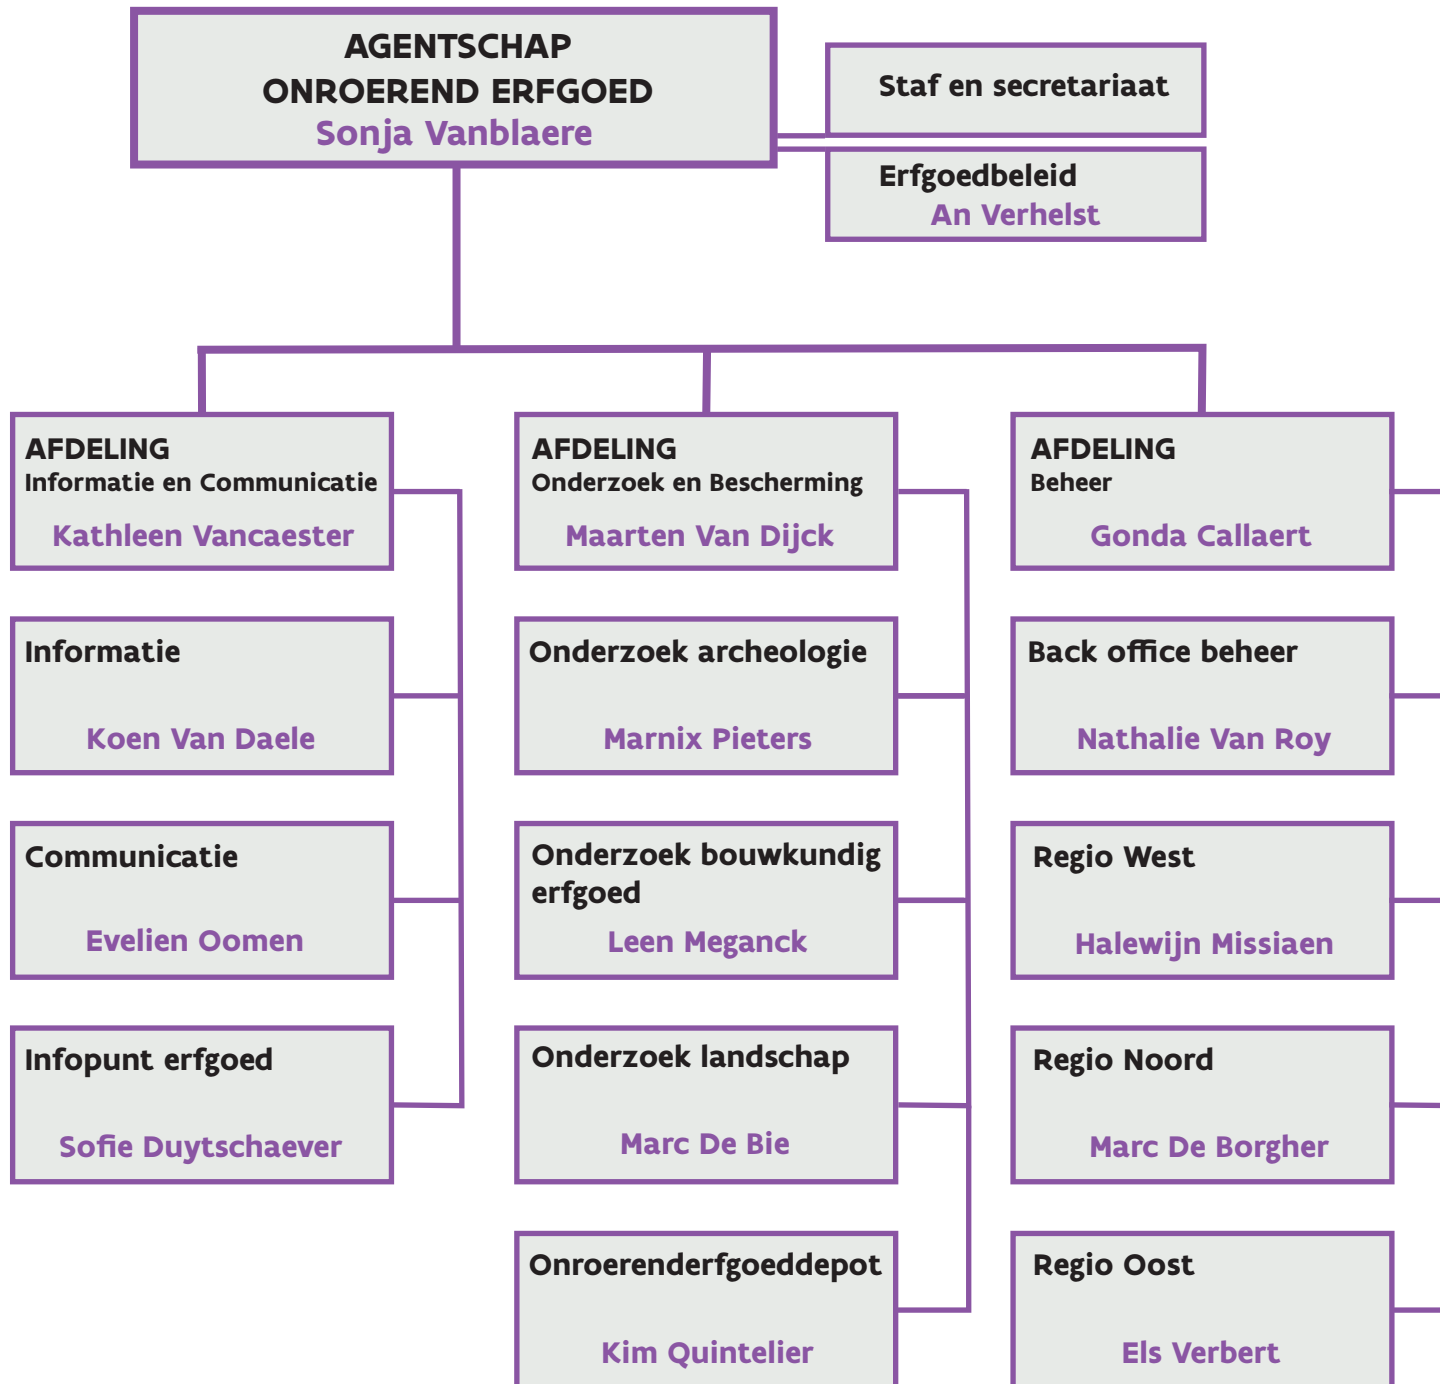 AGENTSCHAP
ONROEREND ERFGOED
Sonja Vanblaere
Staf en secretariaat
Erfgoedbeleid
An Verhelst
AFDELING
Informatie en Communicatie
Kathleen Vancaester
Informatie
Koen Van Daele
Communicatie
Evelien Oomen
Infopunt erfgoed
Sofie Duytschaever
AFDELING
Onderzoek en Bescherming
Maarten Van Dijck
Onderzoek archeologie
Marnix Pieters
Onderzoek bouwkundig
erfgoed
Leen Meganck
Onderzoek landschap
Marc De Bie
Onroerenderfgoeddepot
Kim Quintelier
AFDELING
Beheer
Gonda Callaert
Back office beheer
Nathalie Van Roy
Regio West
Halewijn Missiaen
Regio Noord
Marc De Borgher
Regio Oost
Els Verbert